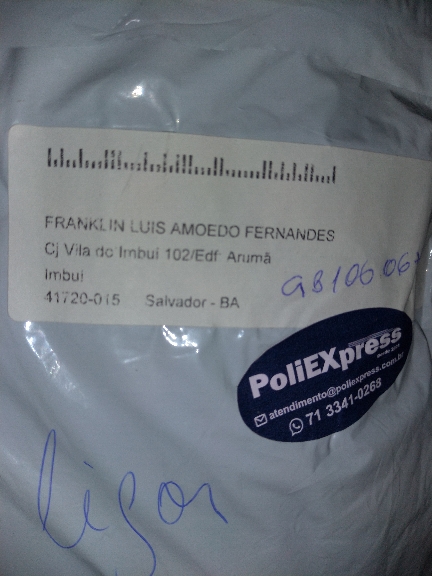 FRANKLIN LUIS AMOEDO FERNANDES
Cj Vila do Imbui 102/Edf: Arumã
Imbui
41720-015 Salvador - BA
PoliEXpress
atendimento@poliexpress.com.br
71 3341-0268